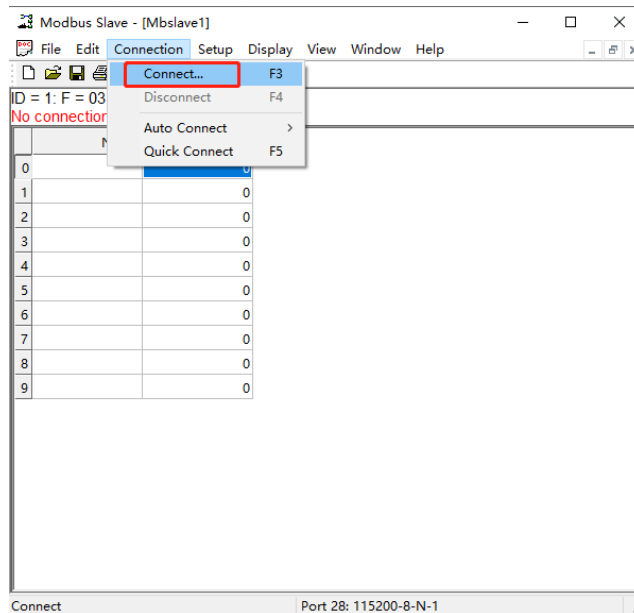 Modbus Slave - [Mbslave1]
File Edit Connection Setup Display View Window Help
Connect... F3
ID = 1: F = 03
Disconnect F4
No connection
Auto Connect >
Quick Connect F5
0 0
1 0
2 0
3 0
4 0
5 0
6 0
7 0
8 0
9 0
Connect Port 28: 115200-8-N-1